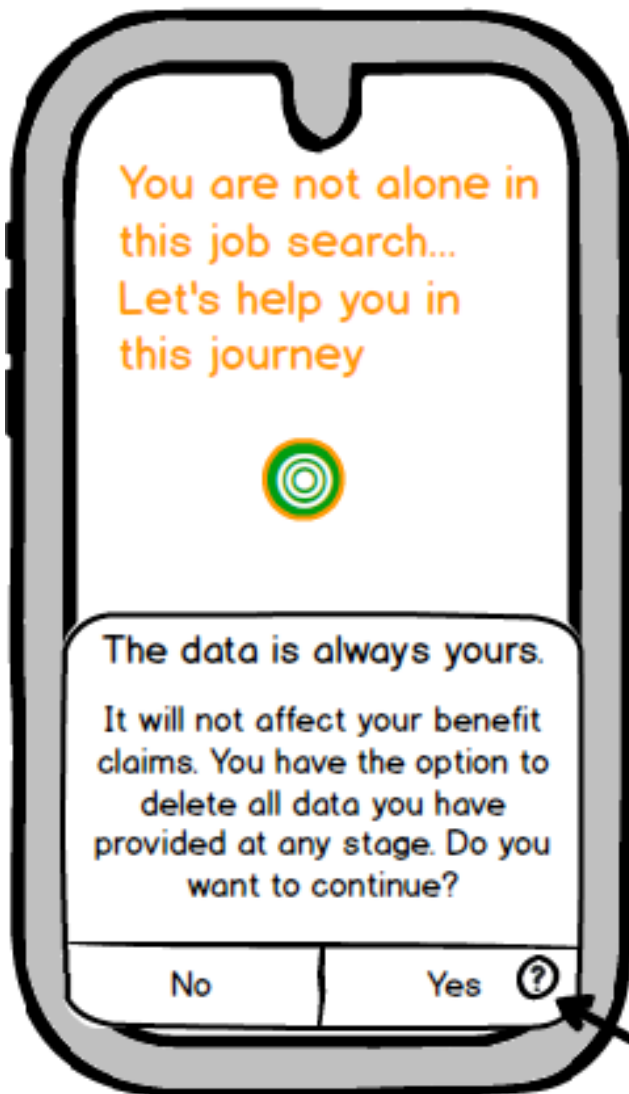 You are not alone in
this job search...
Let's help you in
this journey
The data is always yours.
It will not affect your benefit
claims. You have the option to
delete all data you have
provided at any stage. Do you
want to continue?
No
Yes ?